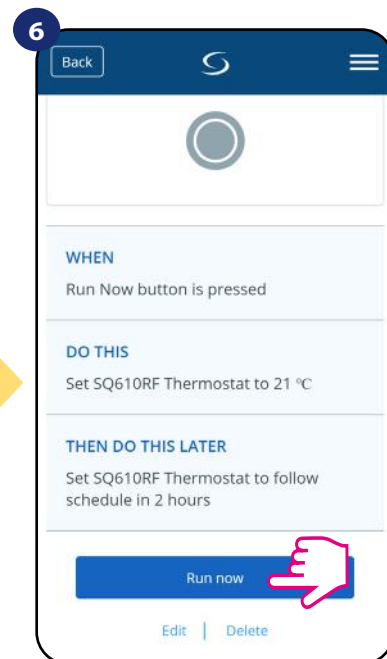 6
Back
WHEN
Run Now button is pressed
DO THIS
Set SQ610RF Thermostat to 21 °C
THEN DO THIS LATER
Set SQ610RF Thermostat to follow
schedule in 2 hours
Run now
Edit | Delete